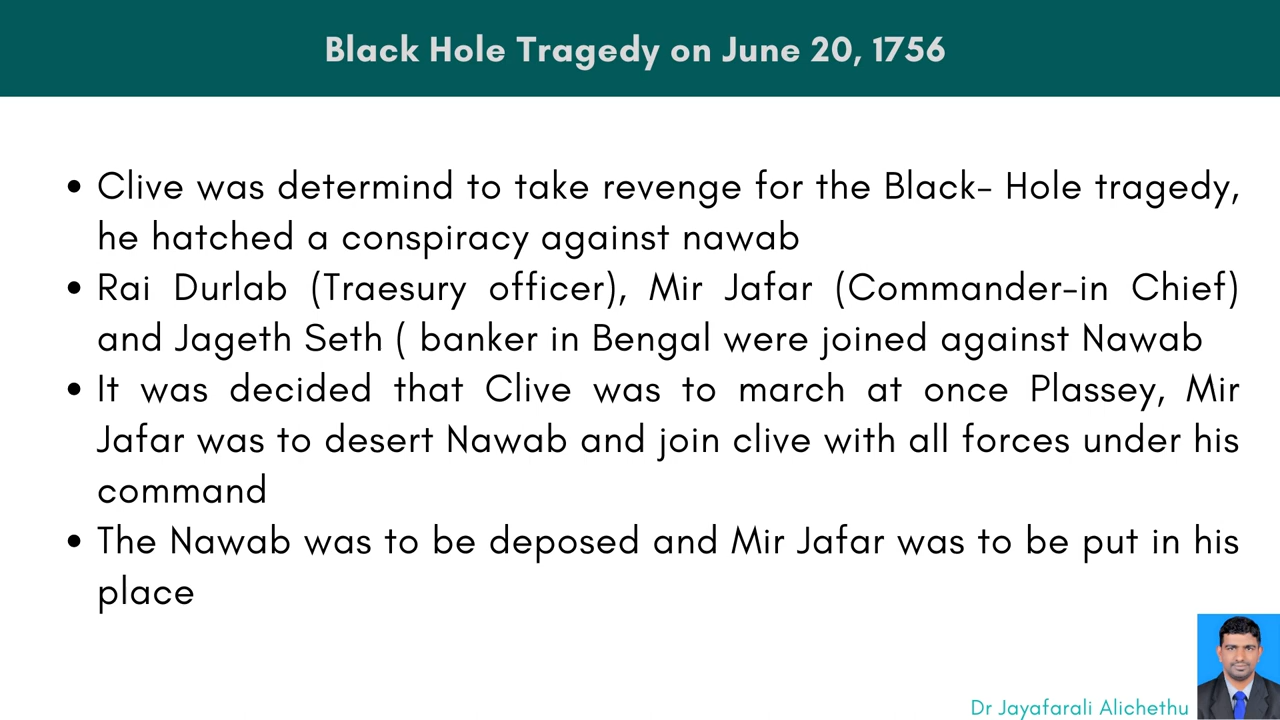 Black Hole Tragedy on June 20, 1756
• Clive was determind to take revenge for the Black- Hole tragedy,
he hatched a conspiracy against nawab
• Rai Durlab (Traesury officer), Mir Jafar (Commander-in Chief)
and Jageth Seth ( banker in Bengal were joined against Nawab
• It was decided that Clive was to march at once Plassey, Mir
Jafar was to desert Nawab and join clive with all forces under his
command
• The Nawab was to be deposed and Mir Jafar was to be put in his
place
Dr Jayafarali Alichethu